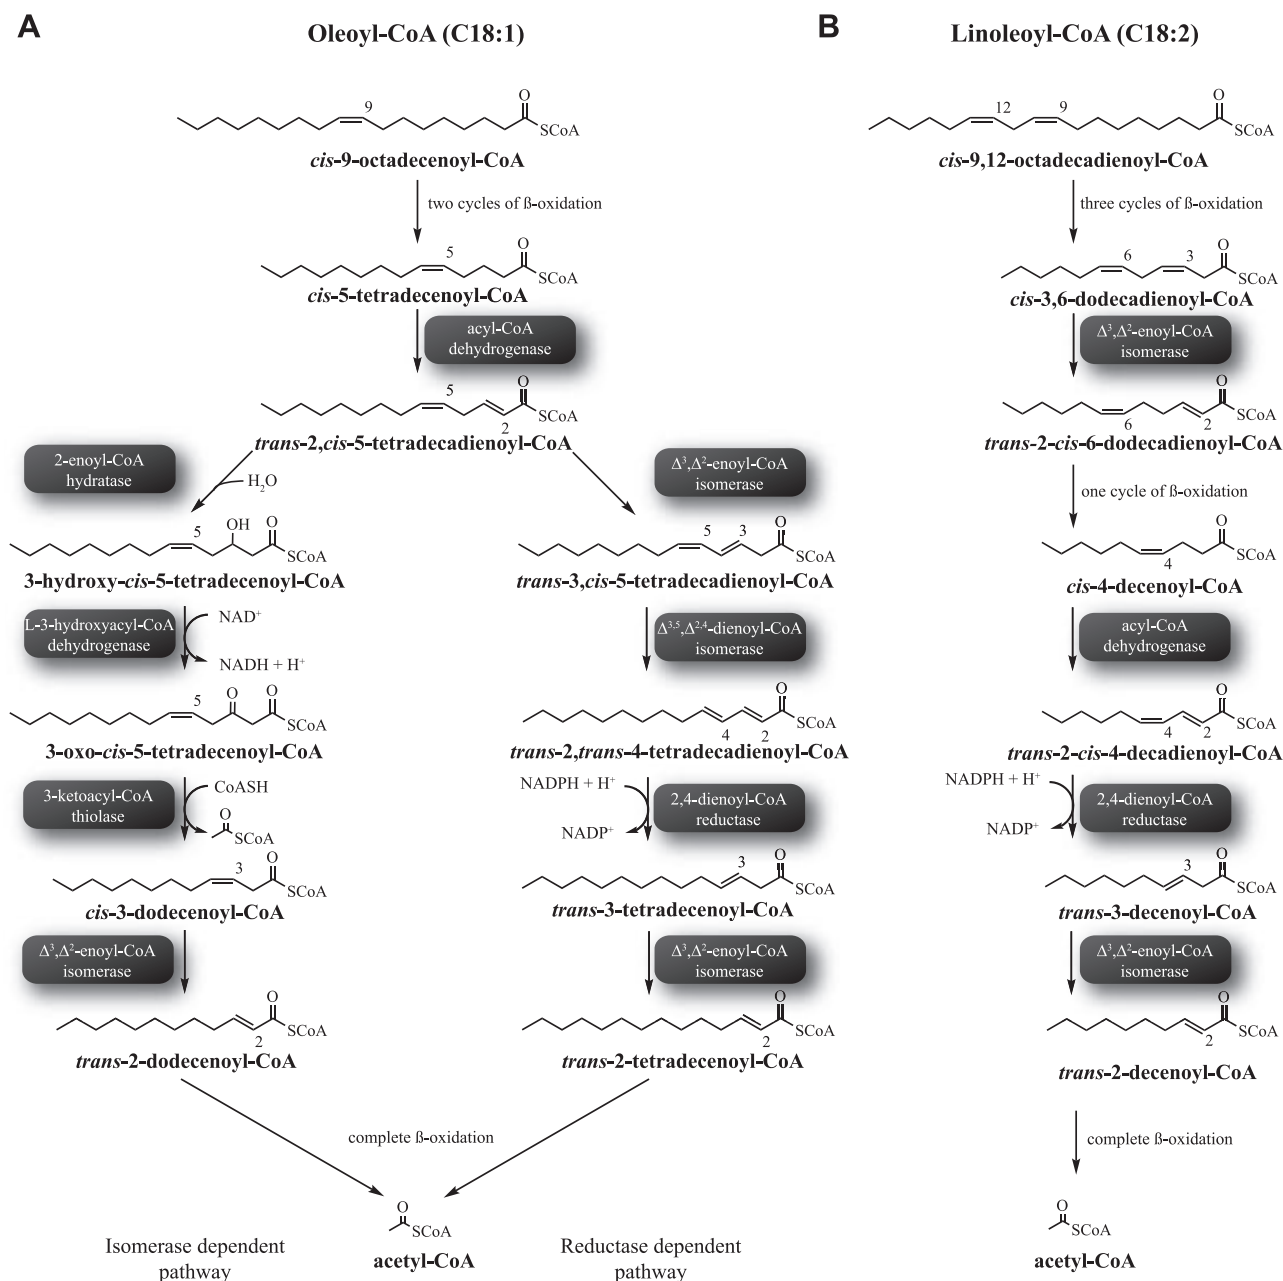 A
Oleoyl-CoA (C18:1)
9
O
SCoA
cis-9-octadecenoyl-CoA
two cycles of ß-oxidation
5
O
SCoA
cis-5-tetradecenoyl-CoA
acyl-CoA
dehydrogenase
5
O
SCoA
2
trans-2,cis-5-tetradecadienoyl-CoA
2-enoyl-CoA
hydratase
H₂O
5
OH
O
SCoA
3-hydroxy-cis-5-tetradecenoyl-CoA
L-3-hydroxyacyl-CoA
dehydrogenase
NAD⁺
NADH + H⁺
5
O
O
SCoA
3-oxo-cis-5-tetradecenoyl-CoA
3-ketoacyl-CoA
thiolase
CoASH
O
SCoA
3
O
SCoA
cis-3-dodecenoyl-CoA
Δ³,Δ²-enoyl-CoA
isomerase
O
SCoA
2
trans-2-dodecenoyl-CoA
Δ³,Δ²-enoyl-CoA
isomerase
5
3
O
SCoA
trans-3,cis-5-tetradecadienoyl-CoA
Δ³,⁵,Δ²,⁴-dienoyl-CoA
isomerase
O
SCoA
4
2
trans-2,trans-4-tetradecadienoyl-CoA
NADPH + H⁺
NADP⁺
2,4-dienoyl-CoA
reductase
3
O
SCoA
trans-3-tetradecenoyl-CoA
Δ³,Δ²-enoyl-CoA
isomerase
O
SCoA
2
trans-2-tetradecenoyl-CoA
complete ß-oxidation
O
SCoA
acetyl-CoA
Isomerase dependent
pathway
Reductase dependent
pathway
B
Linoleoyl-CoA (C18:2)
12
9
O
SCoA
cis-9,12-octadecadienoyl-CoA
three cycles of ß-oxidation
6
3
O
SCoA
cis-3,6-dodecadienoyl-CoA
Δ³,Δ²-enoyl-CoA
isomerase
O
SCoA
6
2
trans-2-cis-6-dodecadienoyl-CoA
one cycle of ß-oxidation
O
SCoA
4
cis-4-decenoyl-CoA
acyl-CoA
dehydrogenase
O
SCoA
4
2
trans-2-cis-4-decadienoyl-CoA
NADPH + H⁺
NADP⁺
2,4-dienoyl-CoA
reductase
3
O
SCoA
trans-3-decenoyl-CoA
Δ³,Δ²-enoyl-CoA
isomerase
O
SCoA
2
trans-2-decenoyl-CoA
complete ß-oxidation
O
SCoA
acetyl-CoA